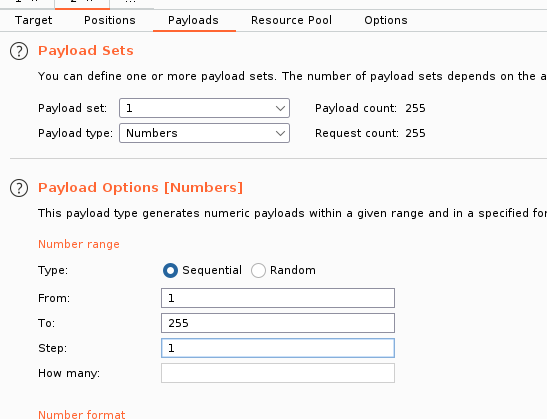 Target Positions Payloads Resource Pool Options
? Payload Sets
You can define one or more payload sets. The number of payload sets depends on the a
Payload set: 1 Payload count: 255
Payload type: Numbers Request count: 255
? Payload Options [Numbers]
This payload type generates numeric payloads within a given range and in a specified for
Number range
Type: Sequential Random
From: 1
To: 255
Step: 1
How many:
Number format